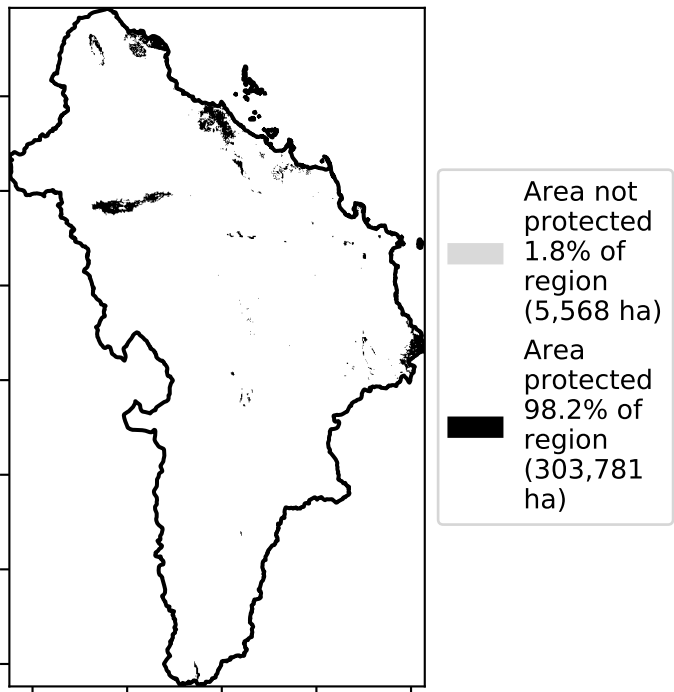 Area not
protected
1.8% of
region
(5,568 ha)
Area
protected
98.2% of
region
(303,781
ha)